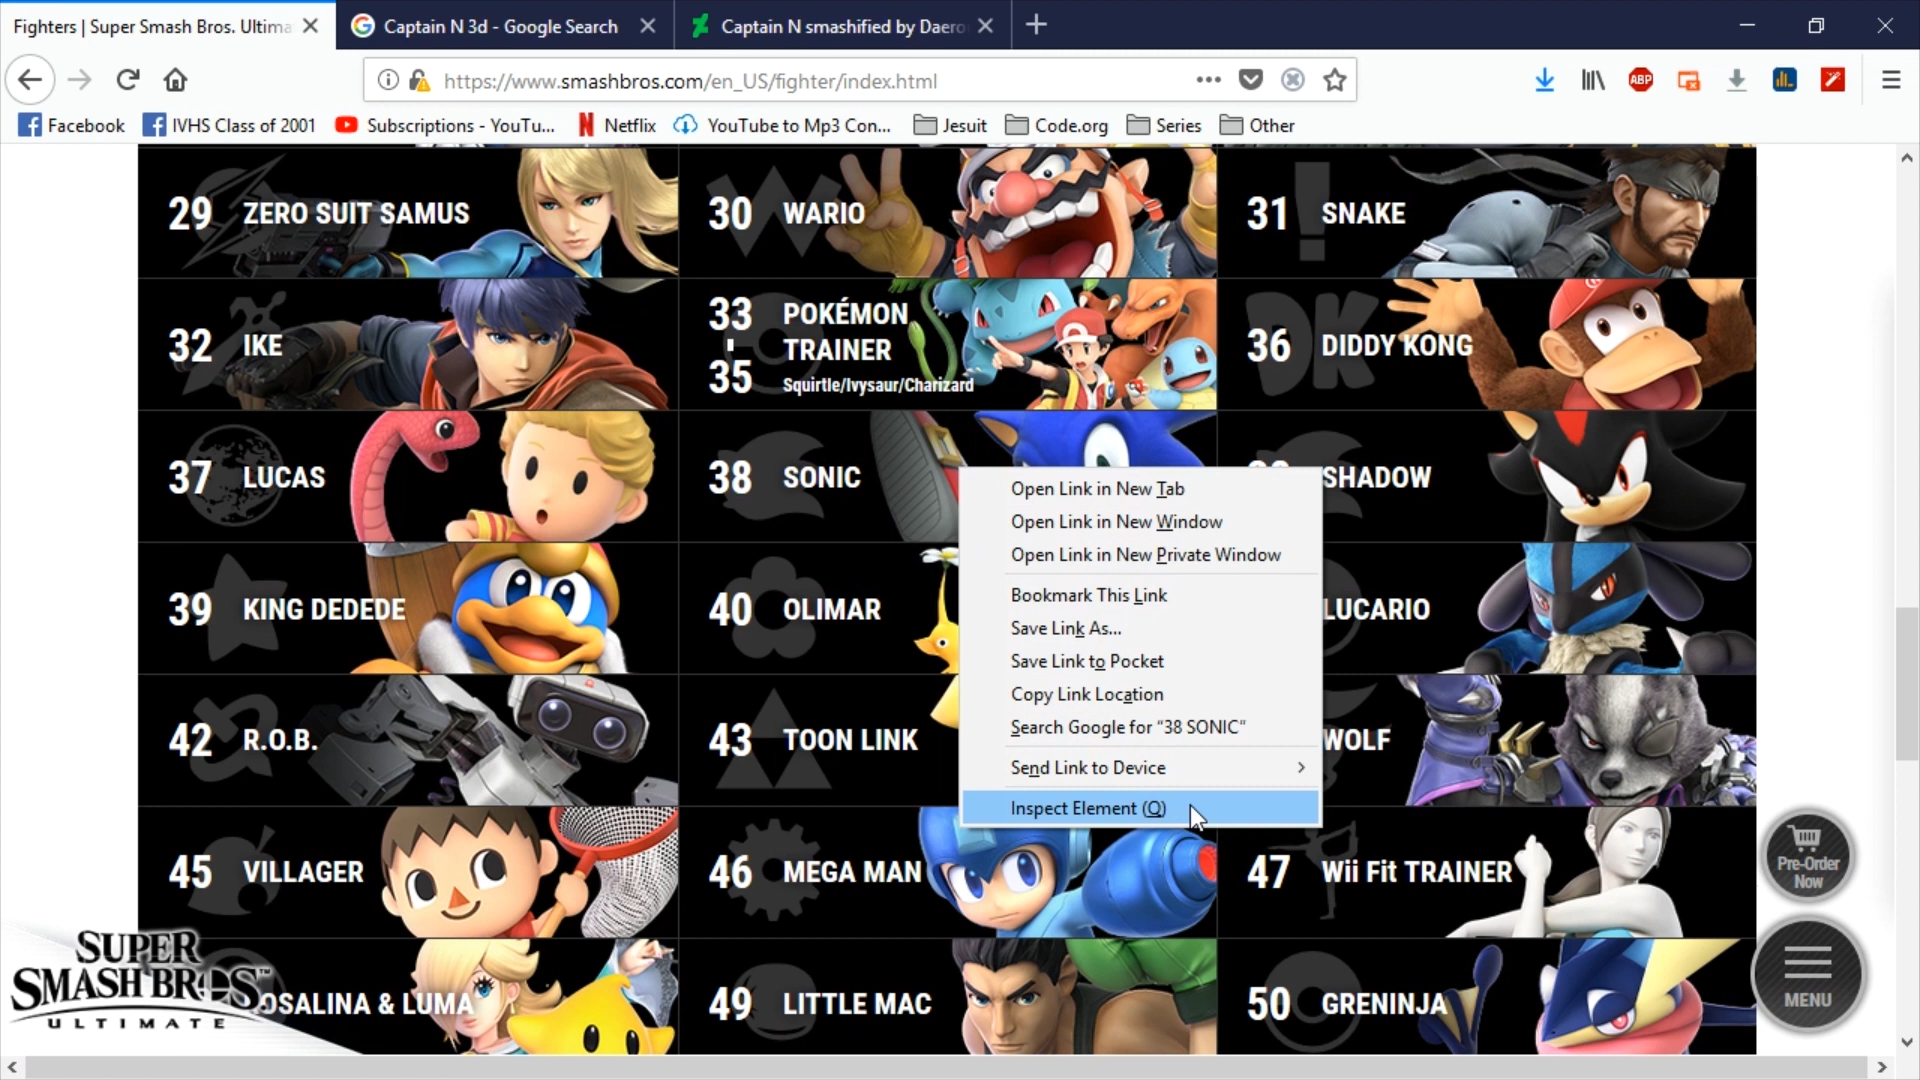 Fighters | Super Smash Bros. Ultima
Captain N 3d - Google Search
Captain N smashified by Daero
https://www.smashbros.com/en_US/fighter/index.html
ABP
Facebook
IVHS Class of 2001
Subscriptions - YouTu...
Netflix
YouTube to Mp3 Con...
Jesuit
Code.org
Series
Other
29 ZERO SUIT SAMUS
30 WARIO
31 SNAKE
32 IKE
33 - 35 POKÉMON TRAINER
Squirtle/Ivysaur/Charizard
36 DIDDY KONG
37 LUCAS
38 SONIC
SHADOW
39 KING DEDEDE
40 OLIMAR
LUCARIO
42 R.O.B.
43 TOON LINK
WOLF
45 VILLAGER
46 MEGA MAN
47 Wii Fit TRAINER
OSALINA & LUMA
49 LITTLE MAC
50 GRENINJA
Open Link in New Tab
Open Link in New Window
Open Link in New Private Window
Bookmark This Link
Save Link As...
Save Link to Pocket
Copy Link Location
Search Google for “38 SONIC”
Send Link to Device
Inspect Element (Q)
Pre-Order
Now
MENU
SUPER
SMASH BROS™
ULTIMATE